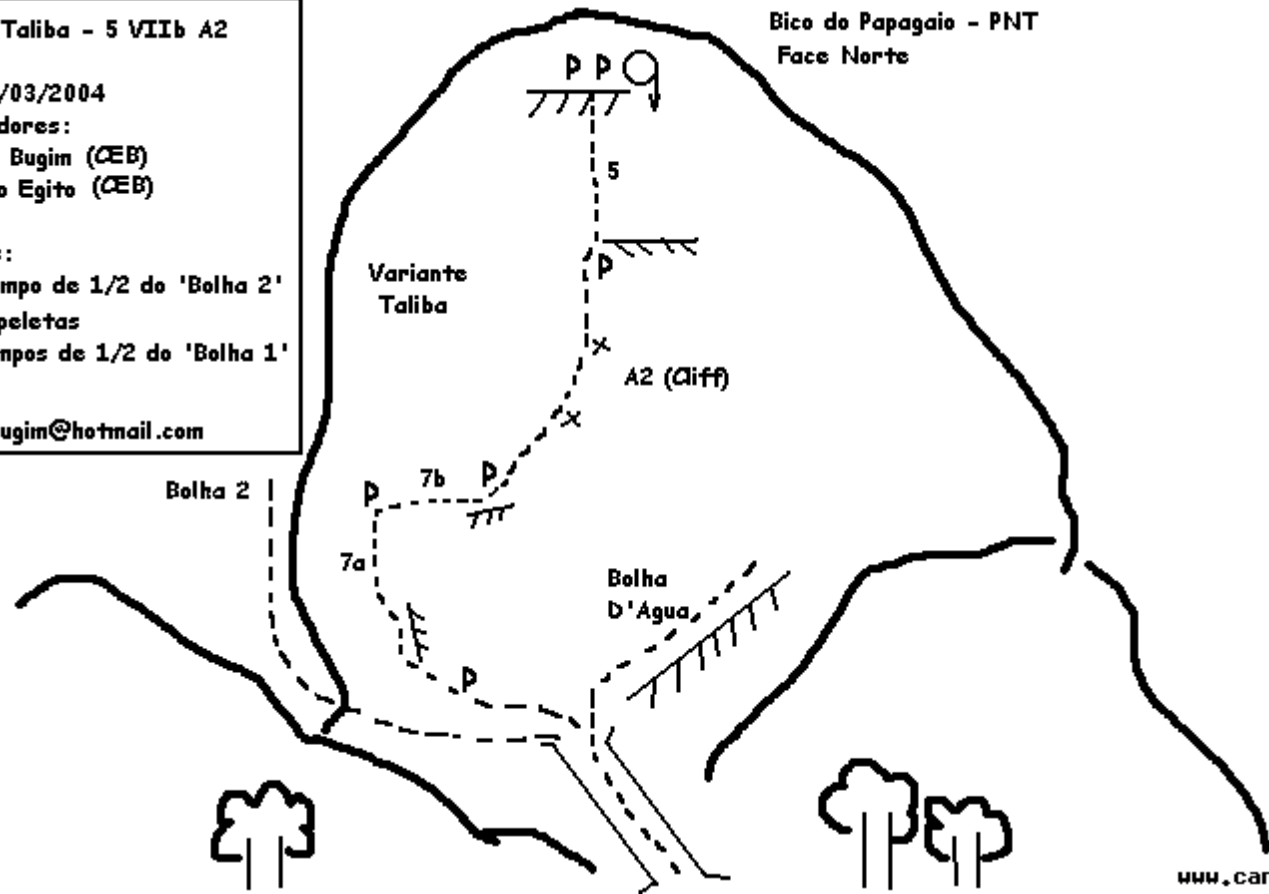 Taliba - 5 VIIb A2
/03/2004
dores:
Bugim (CEB)
o Egito (CEB)
s:
mpo de 1/2 do 'Bolha 2'
peletas
mpos de 1/2 do 'Bolha 1'
ugim@hotmail.com
Bico do Papagaio - PNT
Face Norte
P P
5
P
Variante
Taliba
x
A2 (Cliff)
x
7b
P
P
Bolha 2
7a
Bolha
D'Agua
P
www.car